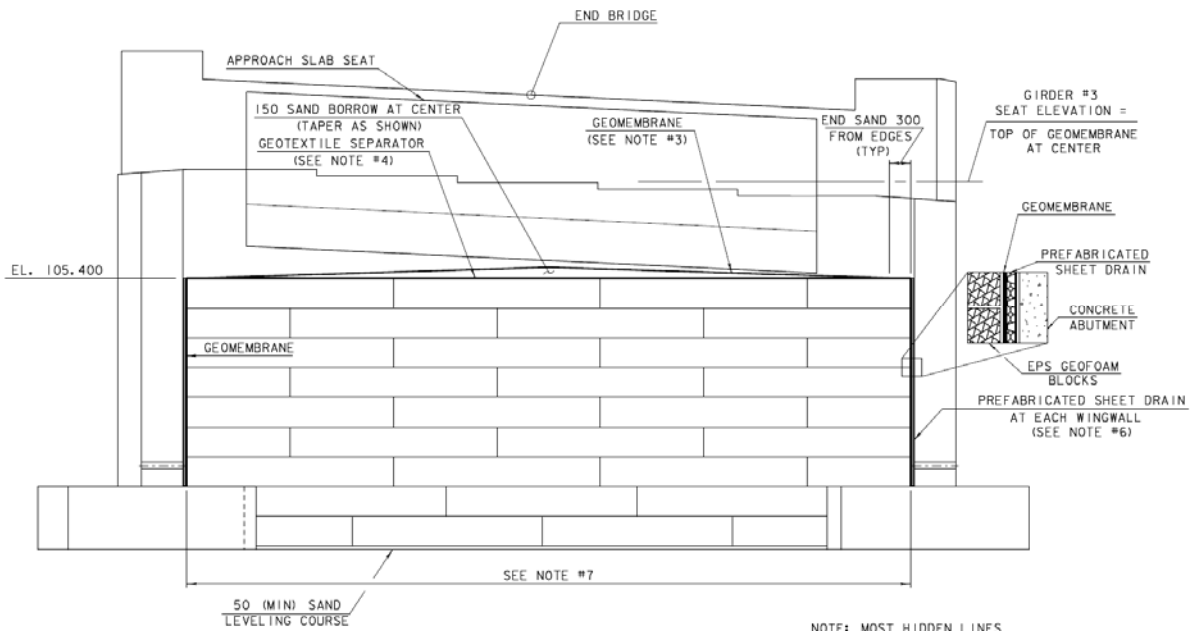 END BRIDGE
APPROACH SLAB SEAT
150 SAND BORROW AT CENTER
(TAPER AS SHOWN)
GEOTEXTILE SEPARATOR
(SEE NOTE #4)
GEOMEMBRANE
(SEE NOTE #3)
END SAND 300
FROM EDGES
(TYP)
GIRDER #3
SEAT ELEVATION =
TOP OF GEOMEMBRANE
AT CENTER
GEOMEMBRANE
PREFABRICATED
SHEET DRAIN
CONCRETE
ABUTMENT
EPS GEOFOAM
BLOCKS
EL. 105.400
GEOMEMBRANE
PREFABRICATED SHEET DRAIN
AT EACH WINGWALL
(SEE NOTE #6)
SEE NOTE #7
50 (MIN) SAND
LEVELING COURSE
NOTE: MOST HIDDEN LINES